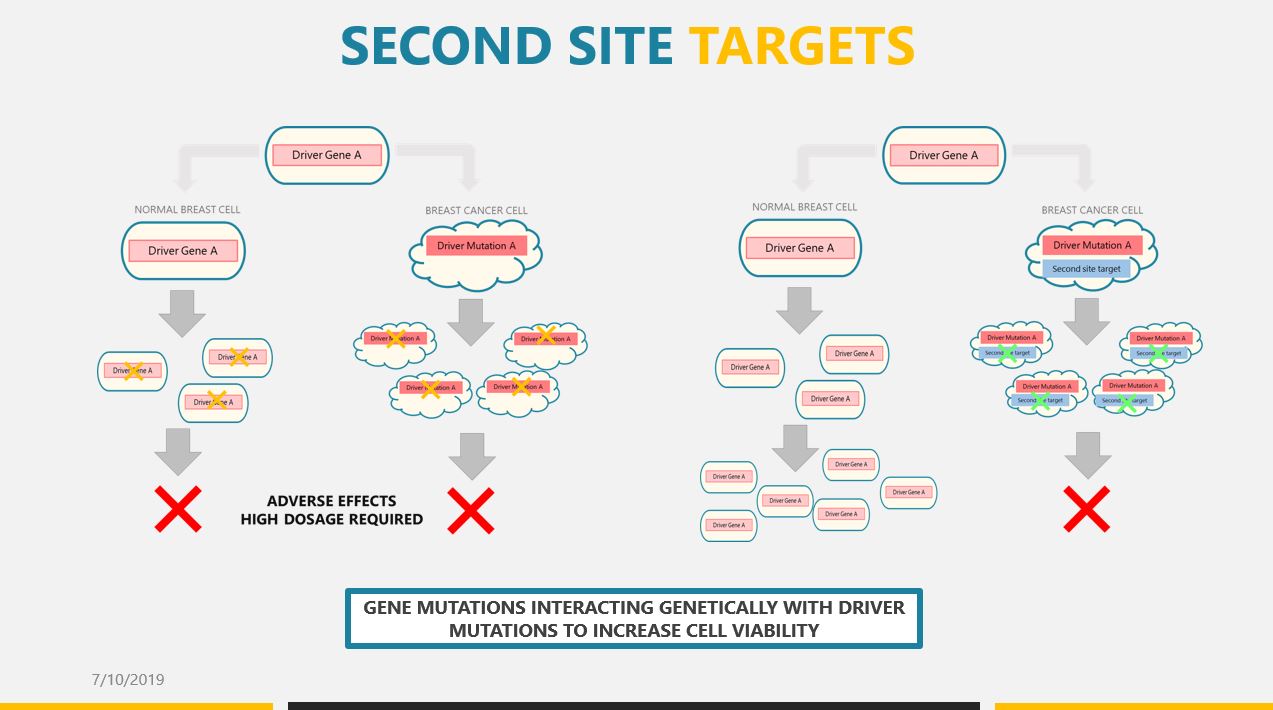 SECOND SITE TARGETS
Driver Gene A
NORMAL BREAST CELL
BREAST CANCER CELL
Driver Gene A
Driver Mutation A
Driver Gene A
Driver Gene A
Driver Gene A
Driver Mutation A
Driver Mutation A
Driver Mutation A
Driver Mutation A
ADVERSE EFFECTS
HIGH DOSAGE REQUIRED
Driver Gene A
NORMAL BREAST CELL
BREAST CANCER CELL
Driver Gene A
Driver Mutation A
Second site target
Driver Gene A
Driver Gene A
Driver Gene A
Driver Mutation A
Second site target
Driver Mutation A
Second site target
Driver Mutation A
Second site target
Driver Mutation A
Second site target
Driver Gene A
Driver Gene A
Driver Gene A
Driver Gene A
Driver Gene A
Driver Gene A
GENE MUTATIONS INTERACTING GENETICALLY WITH DRIVER
MUTATIONS TO INCREASE CELL VIABILITY
7/10/2019